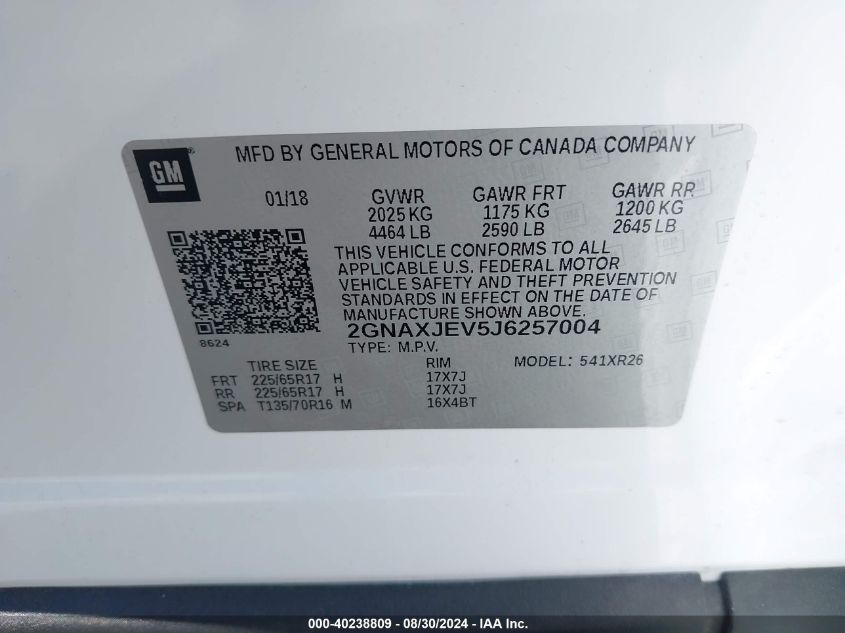 GM ®
MFD BY GENERAL MOTORS OF CANADA COMPANY
01/18 GVWR GAWR FRT GAWR RR
2025 KG 1175 KG 1200 KG
4464 LB 2590 LB 2645 LB
THIS VEHICLE CONFORMS TO ALL
APPLICABLE U.S. FEDERAL MOTOR
VEHICLE SAFETY AND THEFT PREVENTION
STANDARDS IN EFFECT ON THE DATE OF
MANUFACTURE SHOWN ABOVE.
8624
2GNAXJEV5J6257004
TYPE: M.P.V.
TIRE SIZE RIM MODEL: 541XR26
FRT 225/65R17 H 17X7J
RR 225/65R17 H 17X7J
SPA T135/70R16 M 16X4BT
000-40238809 - 08/30/2024 - IAA Inc.